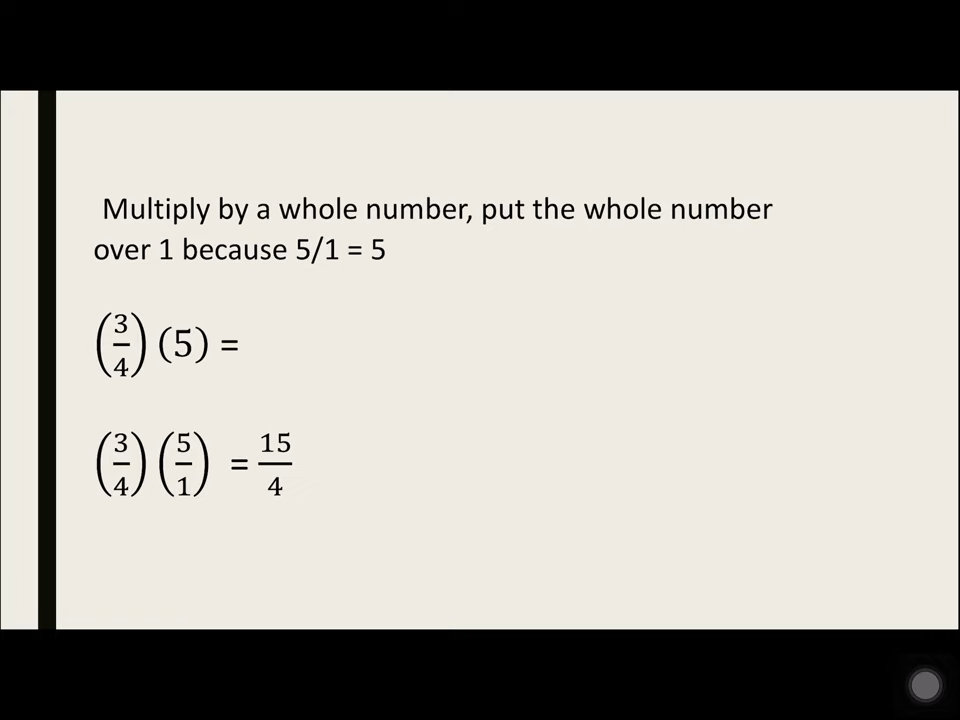 Multiply by a whole number, put the whole number
over 1 because 5/1 = 5
(3/4) (5) =
(3/4) (5/1) = 15/4